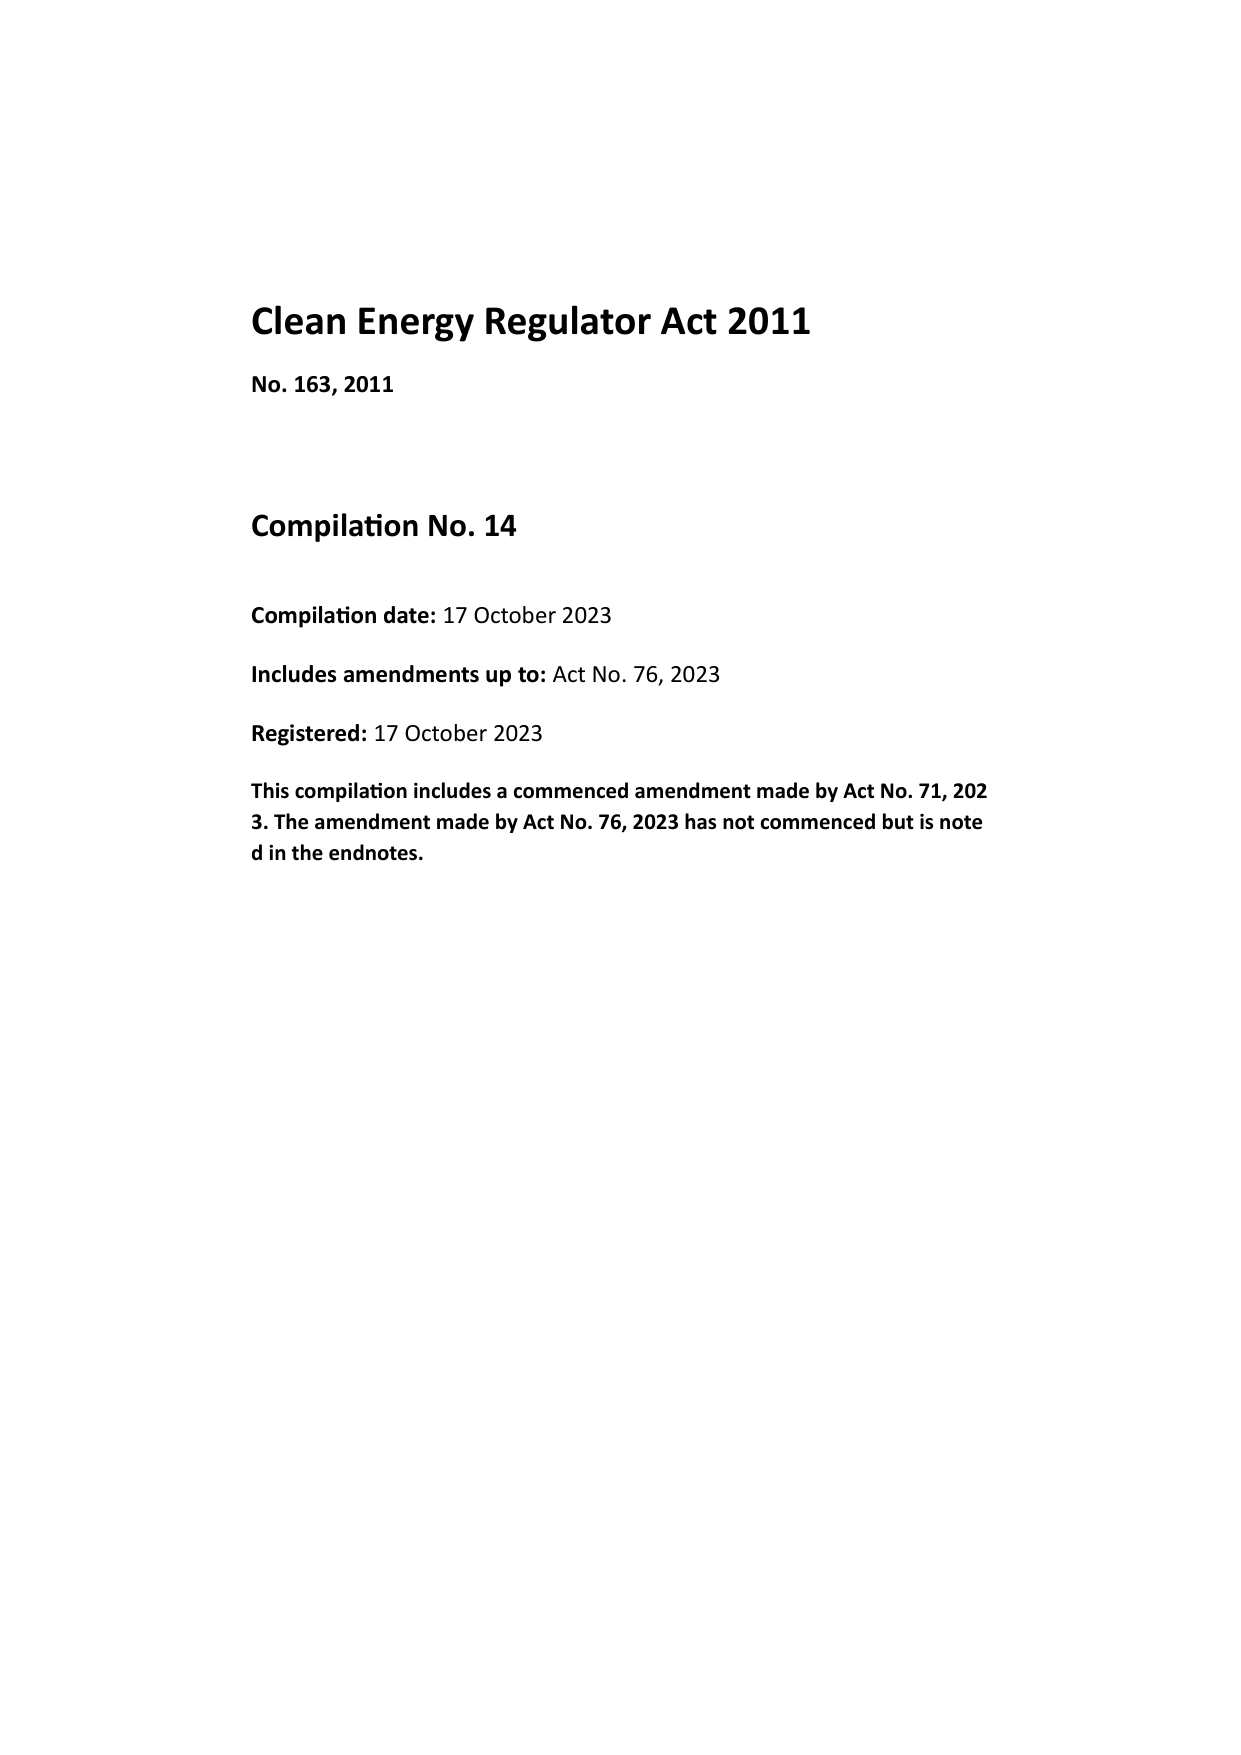 Clean Energy Regulator Act 2011
No. 163, 2011
Compilation No. 14
Compilation date: 17 October 2023
Includes amendments up to: Act No. 76, 2023
Registered: 17 October 2023
This compilation includes a commenced amendment made by Act No. 71, 202
3. The amendment made by Act No. 76, 2023 has not commenced but is note
d in the endnotes.